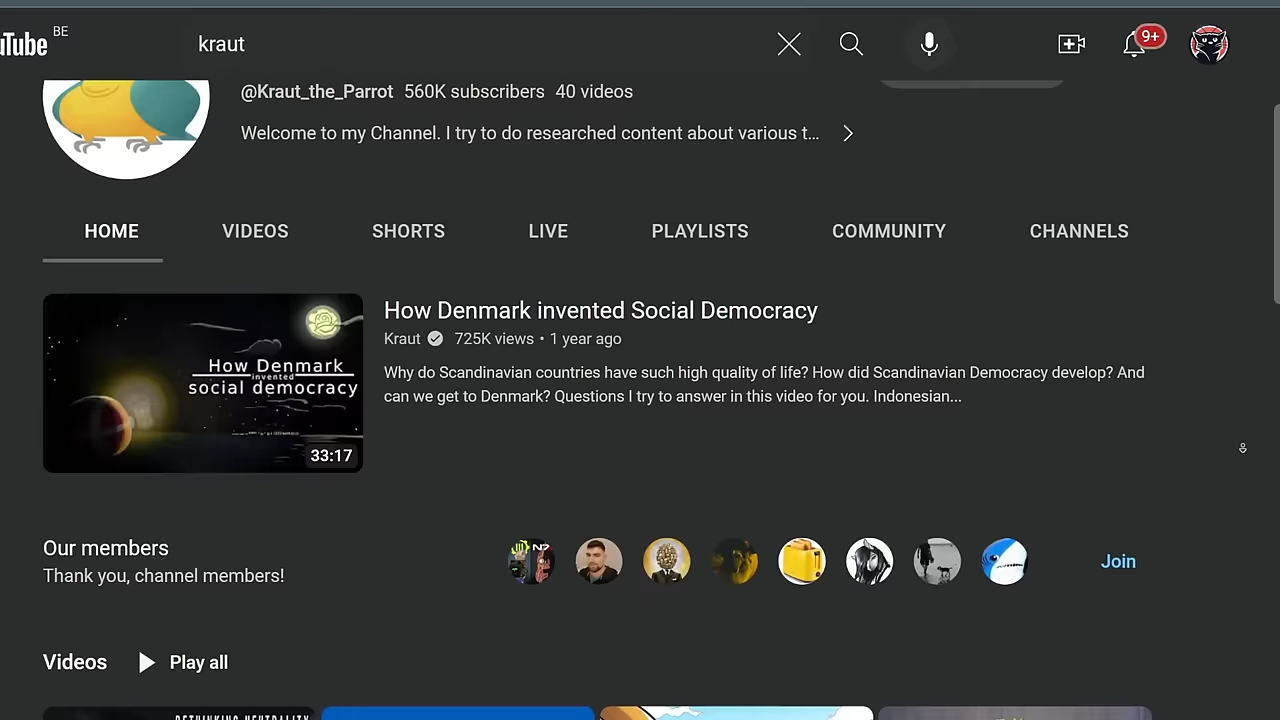 uTube BE
kraut
9+
@Kraut_the_Parrot 560K subscribers 40 videos
Welcome to my Channel. I try to do researched content about various t...
HOME VIDEOS SHORTS LIVE PLAYLISTS COMMUNITY CHANNELS
How Denmark
invented
social democracy
33:17
How Denmark invented Social Democracy
Kraut 725K views • 1 year ago
Why do Scandinavian countries have such high quality of life? How did Scandinavian Democracy develop? And
can we get to Denmark? Questions I try to answer in this video for you. Indonesian...
Our members
Thank you, channel members!
N7
Join
Videos Play all
RETHINKING NEUTRALITY